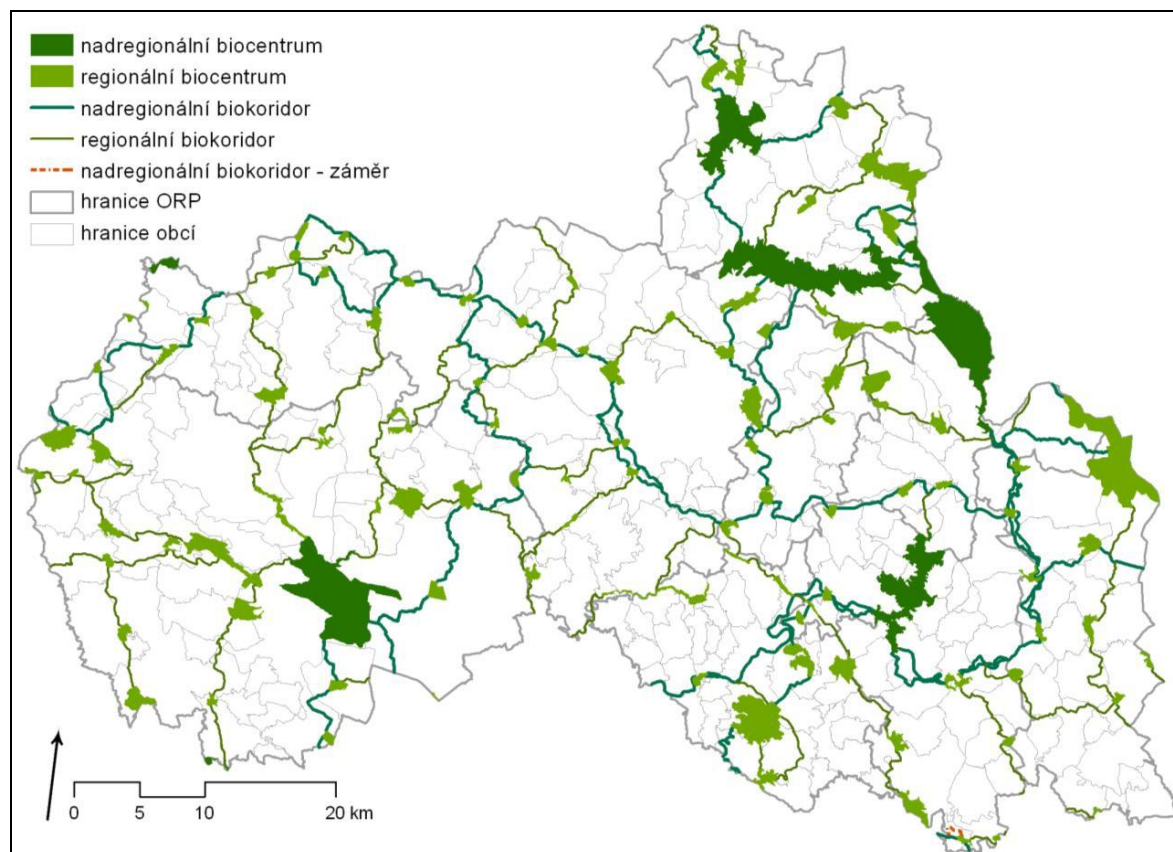 nadregionální biocentrum
regionální biocentrum
nadregionální biokoridor
regionální biokoridor
nadregionální biokoridor - záměr
hranice ORP
hranice obcí
0 5 10 20 km